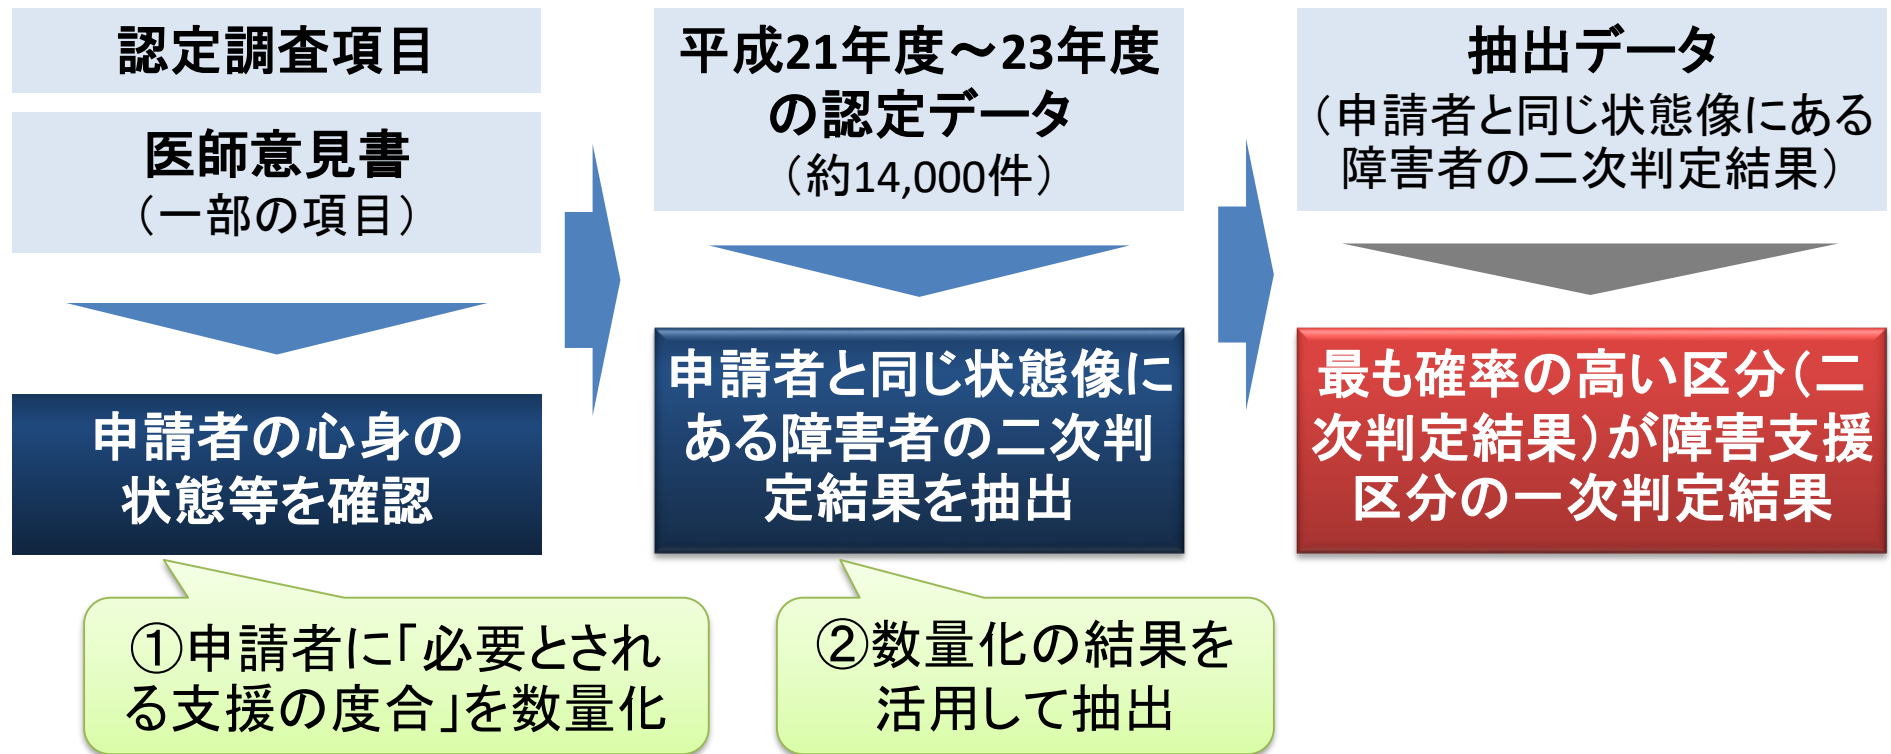 認定調査項目
医師意見書
（一部の項目）
申請者の心身の
状態等を確認
①申請者に「必要とされ
る支援の度合」を数量化
平成21年度～23年度
の認定データ
（約14,000件）
申請者と同じ状態像に
ある障害者の二次判
定結果を抽出
②数量化の結果を
活用して抽出
抽出データ
（申請者と同じ状態像にある
障害者の二次判定結果）
最も確率の高い区分（二
次判定結果）が障害支援
区分の一次判定結果